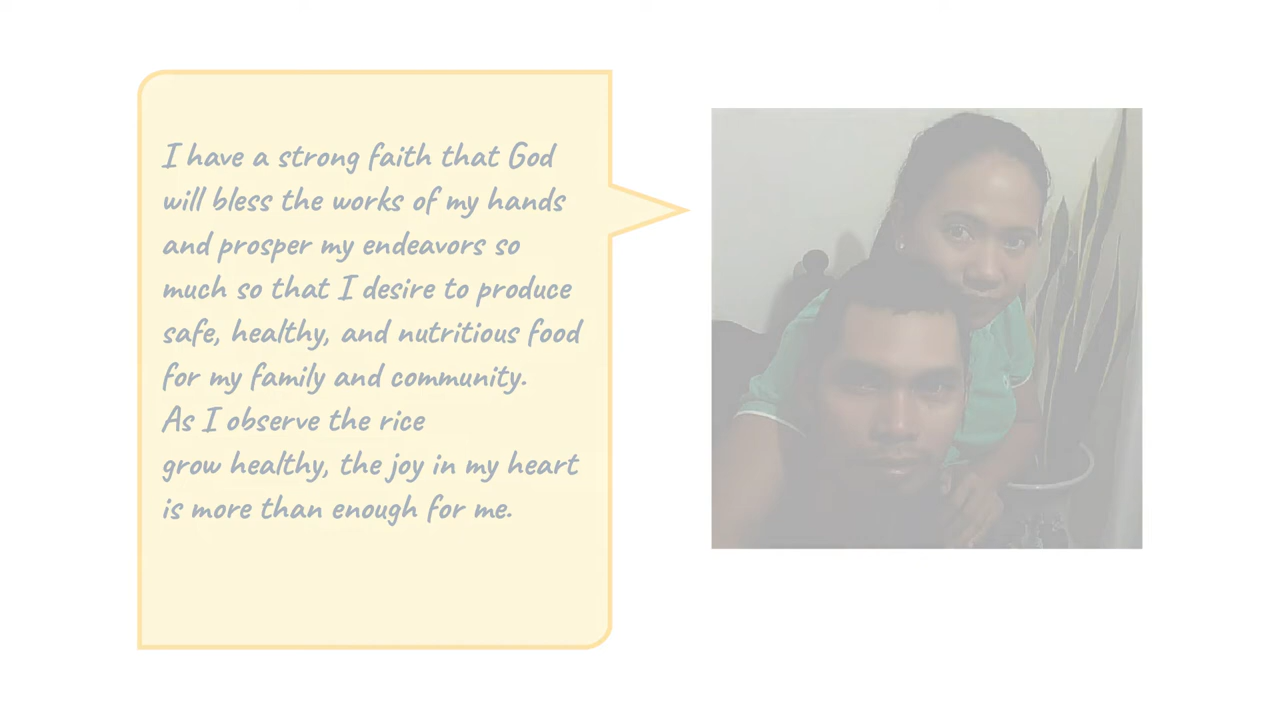 I have a strong faith that God
will bless the works of my hands
and prosper my endeavors so
much so that I desire to produce
safe, healthy, and nutritious food
for my family and community.
As I observe the rice
grow healthy, the joy in my heart
is more than enough for me.